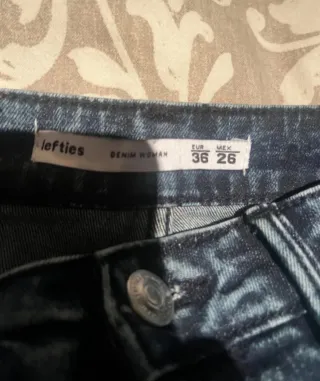 lefties
DENIM WOMAN
EUR MEX
36 26